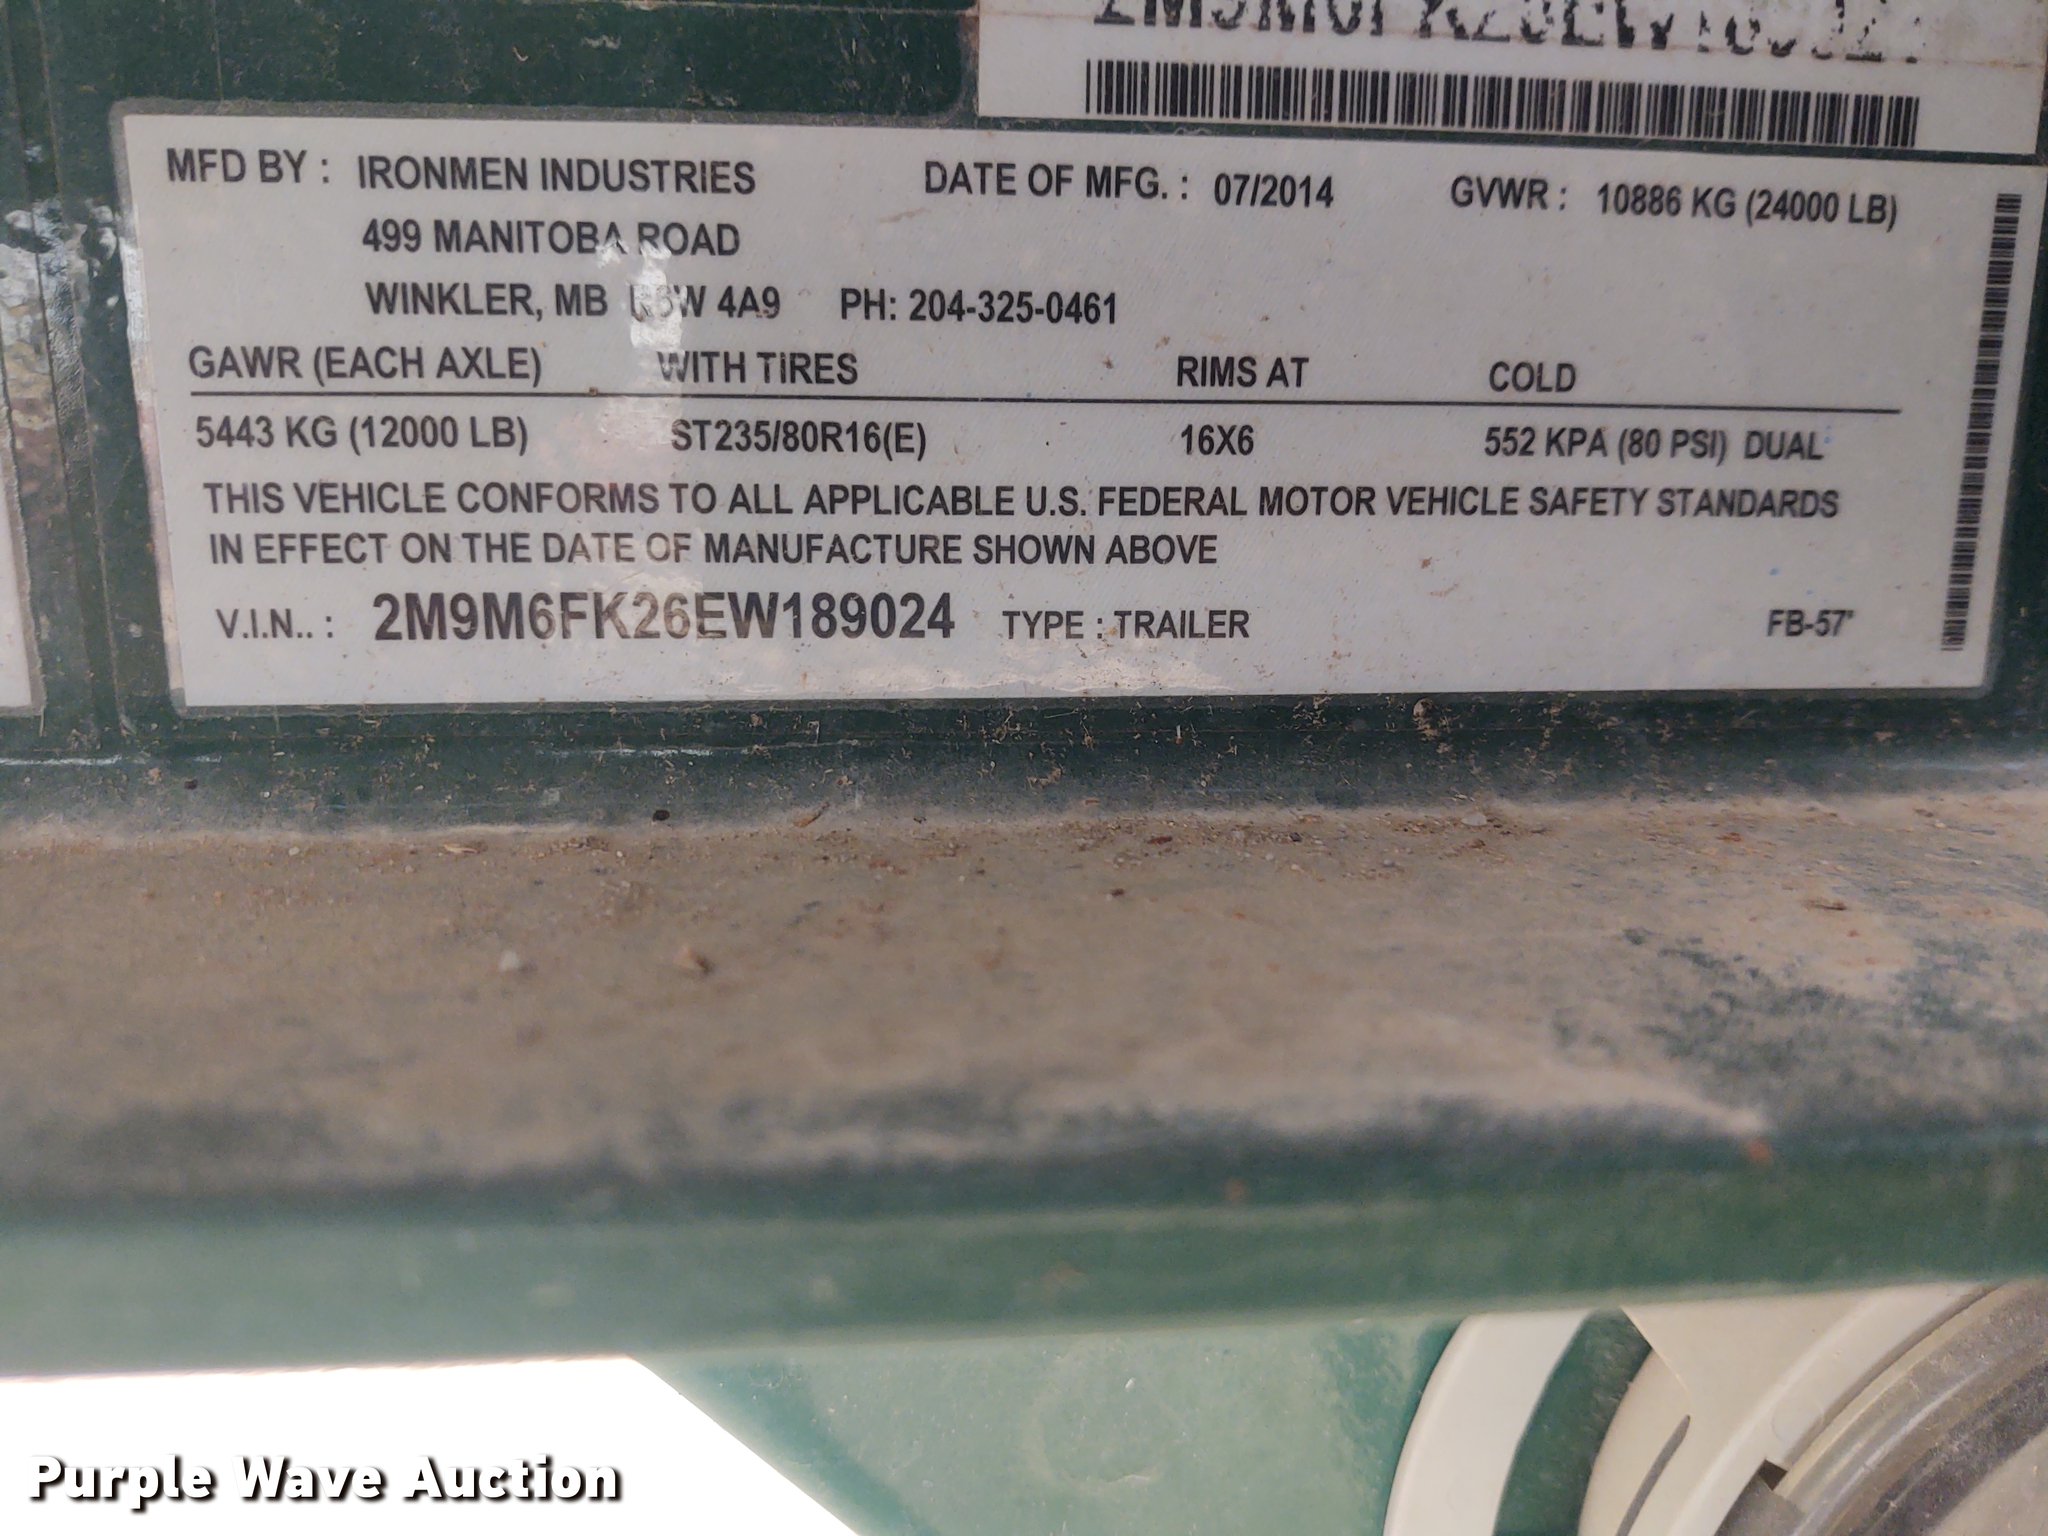 MFD BY : IRONMEN INDUSTRIES DATE OF MFG. : 07/2014 GVWR : 10886 KG (24000 LB)
499 MANITOBA ROAD
WINKLER, MB R6W 4A9 PH: 204-325-0461
GAWR (EACH AXLE) WITH TIRES RIMS AT COLD
5443 KG (12000 LB) ST235/80R16(E) 16X6 552 KPA (80 PSI) DUAL
THIS VEHICLE CONFORMS TO ALL APPLICABLE U.S. FEDERAL MOTOR VEHICLE SAFETY STANDARDS
IN EFFECT ON THE DATE OF MANUFACTURE SHOWN ABOVE
V.I.N.. : 2M9M6FK26EW189024 TYPE : TRAILER FB-57'
Purple Wave Auction